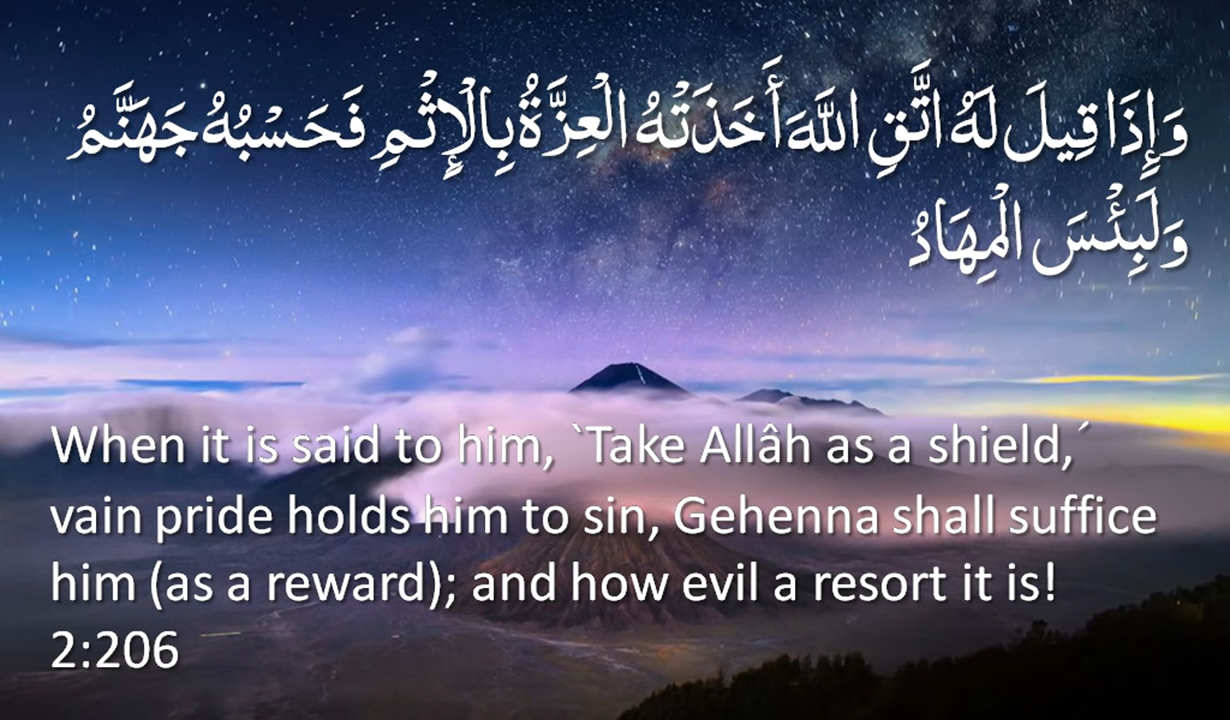 وَإِذَا قِيلَ لَهُ اتَّقِ اللَّهَ أَخَذَتْهُ الْعِزَّةُ بِالْإِثْمِ فَحَسْبُهُ جَهَنَّمُ
وَلَبِئْسَ الْمِهَادُ
When it is said to him, `Take Allâh as a shield,´
vain pride holds him to sin, Gehenna shall suffice
him (as a reward); and how evil a resort it is!
2:206